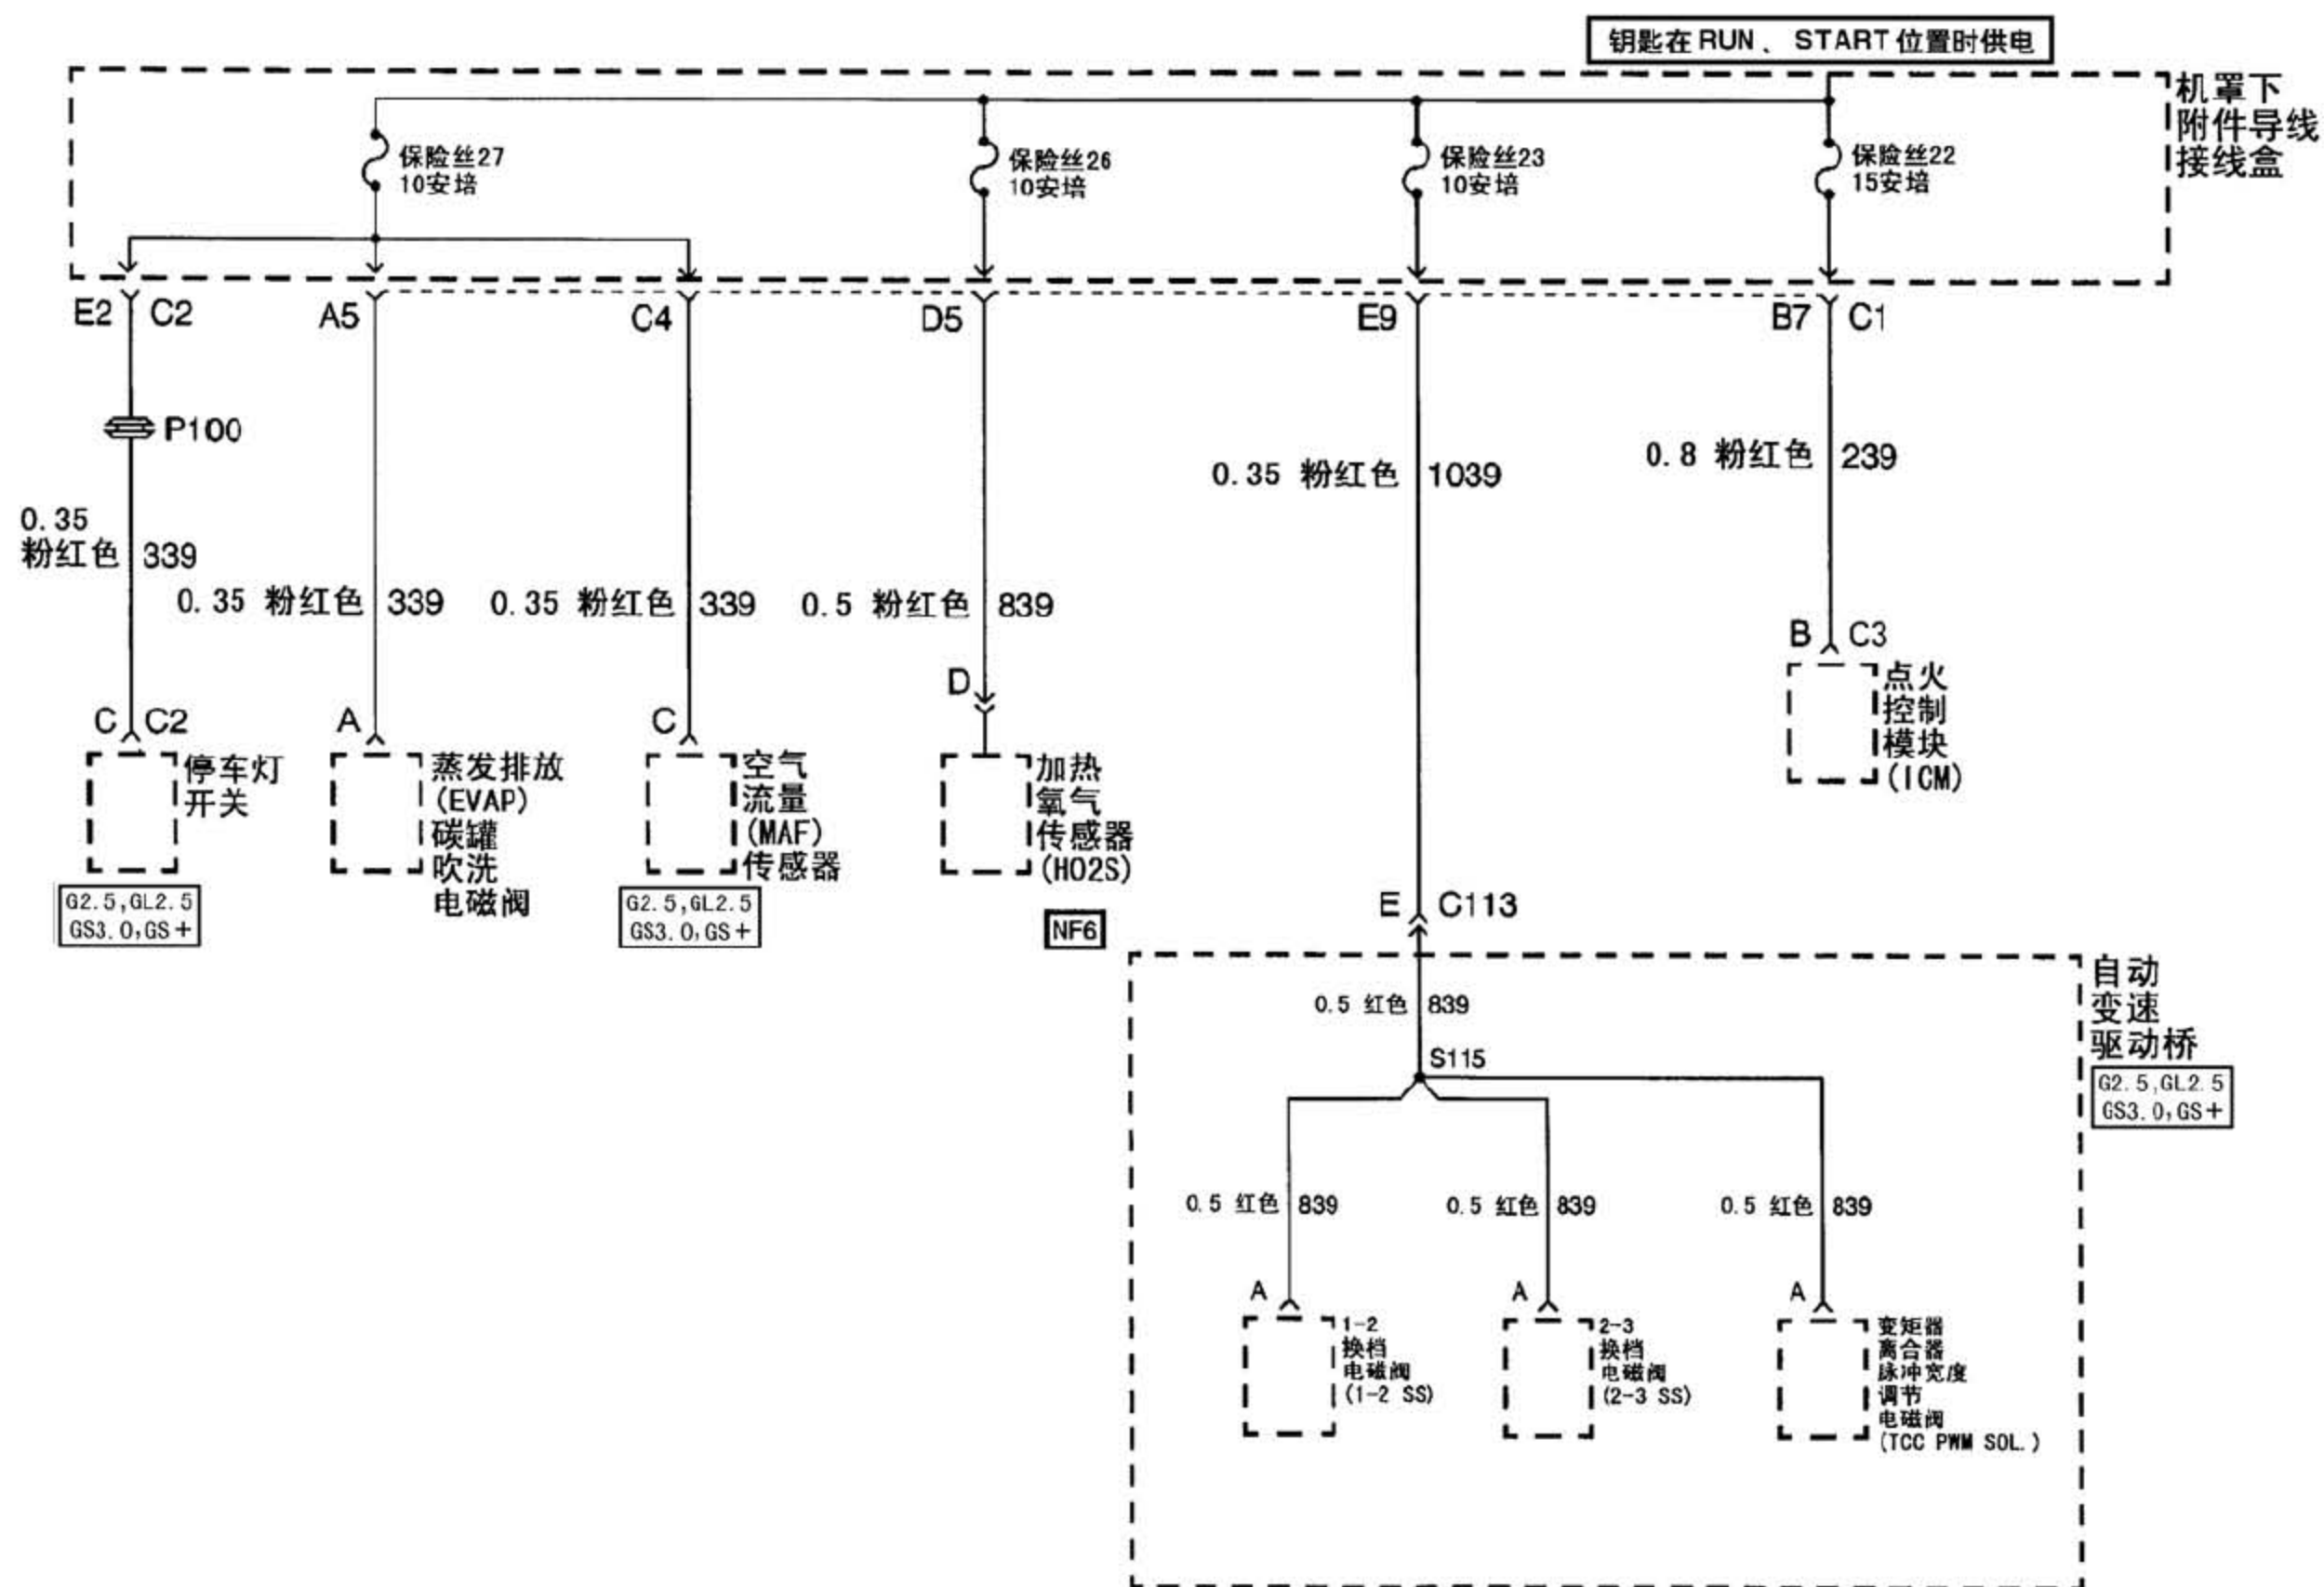 钥匙在RUN、START位置时供电
机罩下
附件导线
接线盒
保险丝27
10安培
保险丝26
10安培
保险丝23
10安培
保险丝22
15安培
E2 C2
A5
C4
D5
E9
B7 C1
P100
0.35
粉红色 339
0.35 粉红色 339
0.35 粉红色 339
0.5 粉红色 839
0.35 粉红色 1039
0.8 粉红色 239
B C3
点火
控制
模块
(ICM)
C C2
停车灯
开关
G2.5,GL2.5
GS3.0,GS+
A
蒸发排放
(EVAP)
碳罐
吹洗
电磁阀
C
空气
流量
(MAF)
传感器
G2.5,GL2.5
GS3.0,GS+
D
加热
氧气
传感器
(HO2S)
NF6
E C113
自动
变速
驱动桥
G2.5,GL2.5
GS3.0,GS+
0.5 红色 839
S115
0.5 红色 839
0.5 红色 839
0.5 红色 839
A
1-2
换档
电磁阀
(1-2 SS)
A
2-3
换档
电磁阀
(2-3 SS)
A
变矩器
离合器
脉冲宽度
调节
电磁阀
(TCC PWM SOL.)